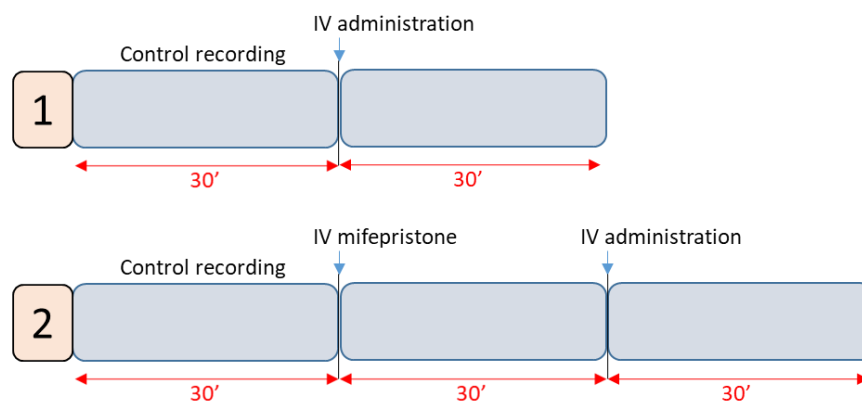 IV administration
Control recording
1
30’
30’
IV mifepristone
IV administration
Control recording
2
30’
30’
30’